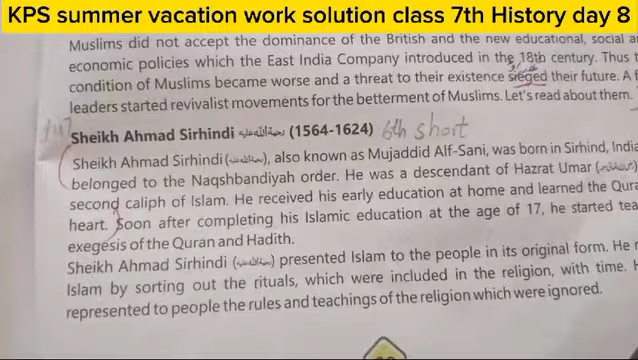 KPS summer vacation work solution class 7th History day 8
Muslims did not accept the dominance of the British and the new educational, social a
economic policies which the East India Company introduced in the 18th century. Thus t
condition of Muslims became worse and a threat to their existence sieged their future. A f
leaders started revivalist movements for the betterment of Muslims. Let's read about them.
Sheikh Ahmad Sirhindi رحمة الله عليه (1564-1624) 6th short
Sheikh Ahmad Sirhindi (رحمة الله عليه), also known as Mujaddid Alf-Sani, was born in Sirhind, India
belonged to the Naqshbandiyah order. He was a descendant of Hazrat Umar
second caliph of Islam. He received his early education at home and learned the Qura
heart. Soon after completing his Islamic education at the age of 17, he started tea
exegesis of the Quran and Hadith.
Sheikh Ahmad Sirhindi (رحمة الله عليه) presented Islam to the people in its original form. He r
Islam by sorting out the rituals, which were included in the religion, with time. H
represented to people the rules and teachings of the religion which were ignored.